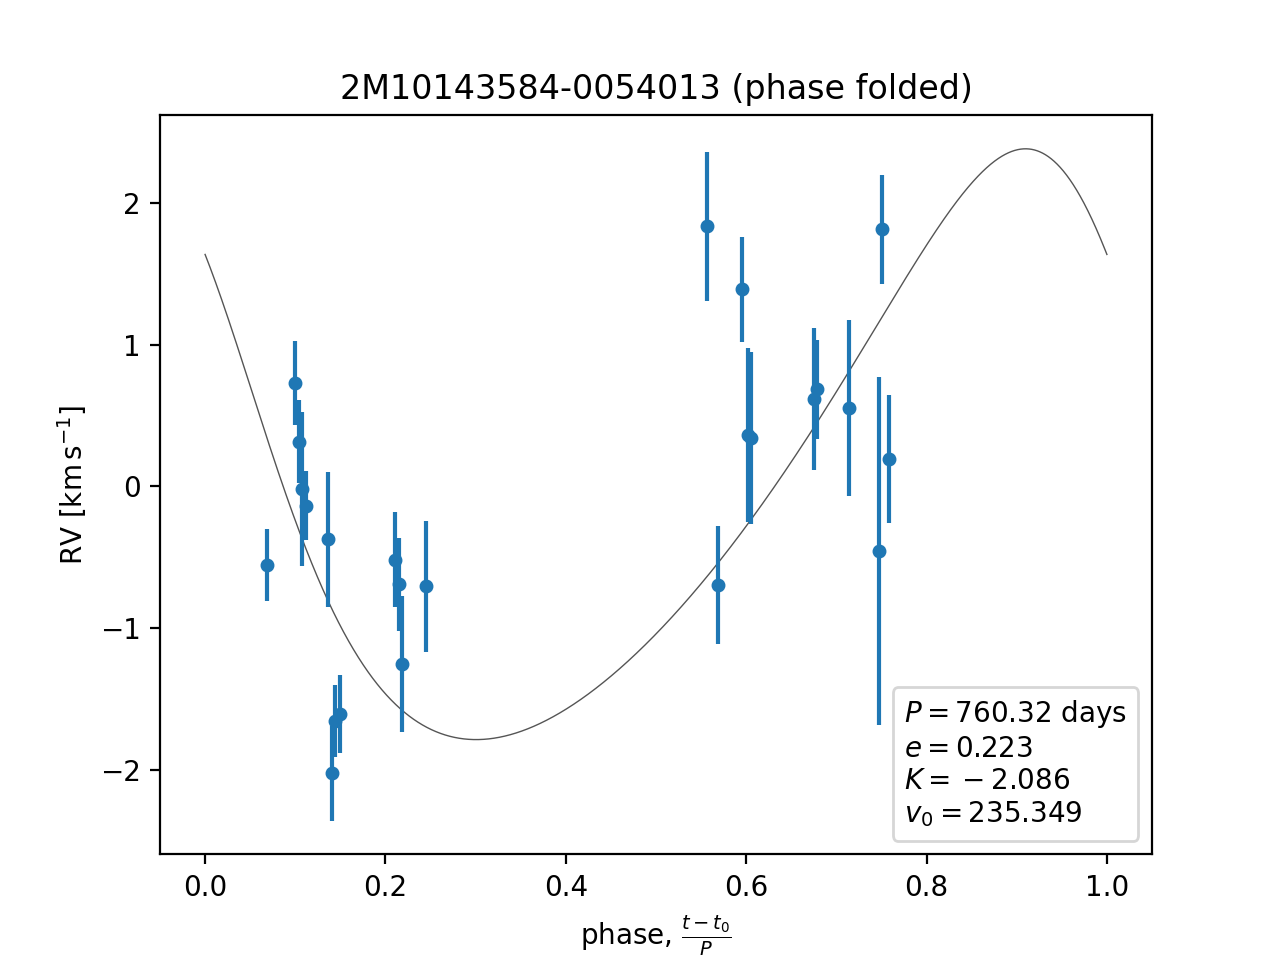 2M10143584-0054013 (phase folded)
RV [km s⁻¹]
2
1
0
−1
−2
P = 760.32 days
e = 0.223
K = − 2.086
v₀ = 235.349
0.0 0.2 0.4 0.6 0.8 1.0
phase, (t − t₀)/P